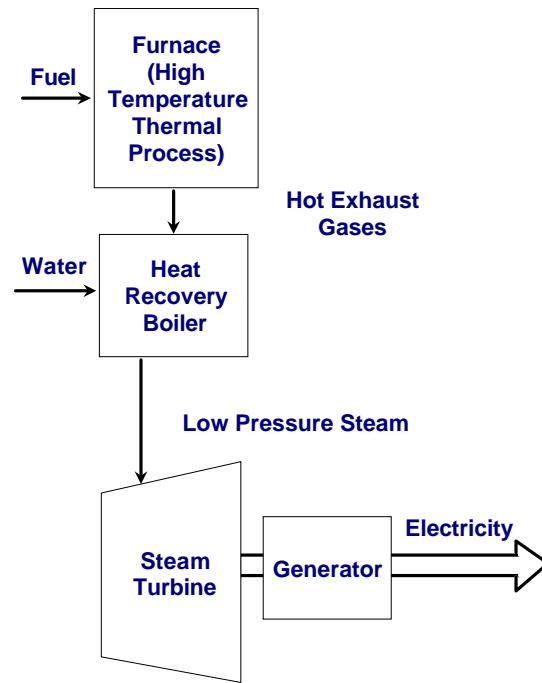 Furnace
(High
Temperature
Thermal
Process)
Fuel
Hot Exhaust
Gases
Water
Heat
Recovery
Boiler
Low Pressure Steam
Electricity
Steam
Turbine
Generator